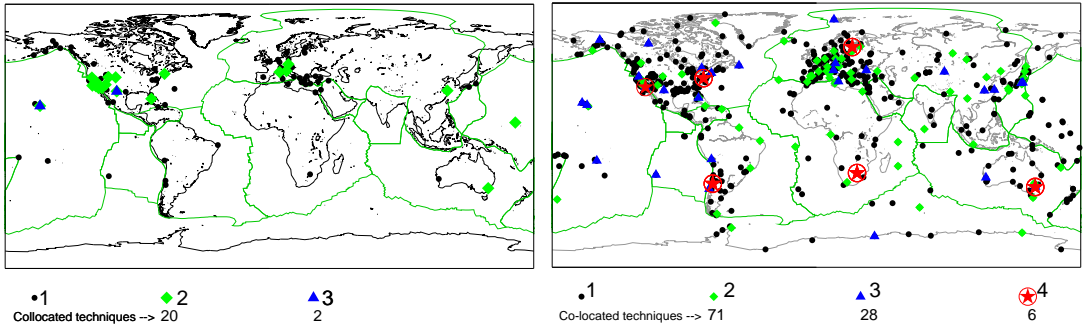 1 2 3
Collocated techniques --> 20 2
1 2 3 4
Co-located techniques --> 71 28 6